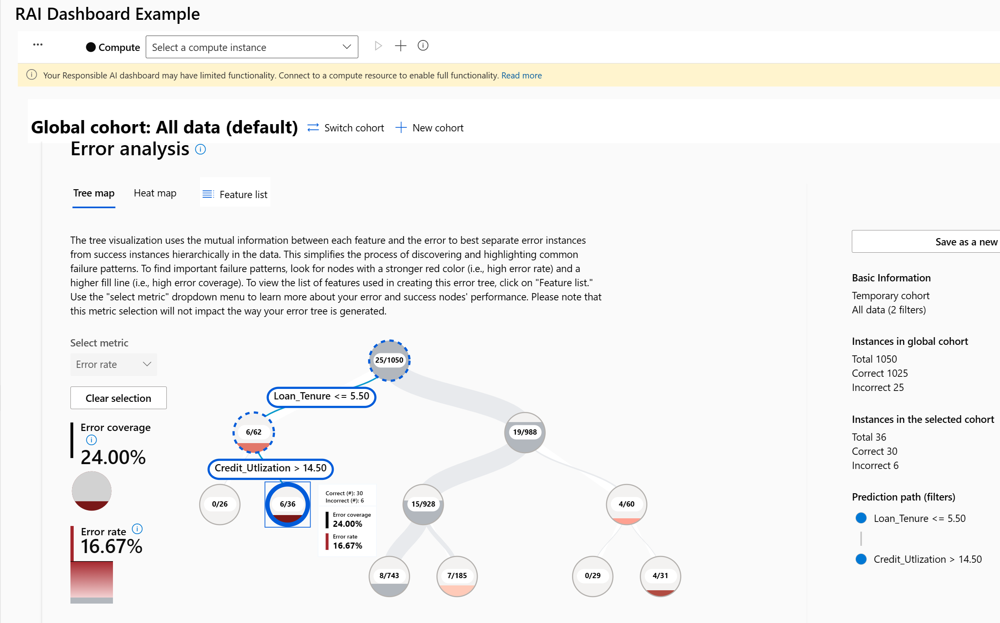 RAI Dashboard Example
Compute
Select a compute instance
Your Responsible AI dashboard may have limited functionality. Connect to a compute resource to enable full functionality. Read more
Global cohort: All data (default)
Switch cohort
New cohort
Error analysis
Tree map
Heat map
Feature list
The tree visualization uses the mutual information between each feature and the error to best separate error instances
from success instances hierarchically in the data. This simplifies the process of discovering and highlighting common
failure patterns. To find important failure patterns, look for nodes with a stronger red color (i.e., high error rate) and a
higher fill line (i.e., high error coverage). To view the list of features used in creating this error tree, click on "Feature list."
Use the "select metric" dropdown menu to learn more about your error and success nodes' performance. Please note that
this metric selection will not impact the way your error tree is generated.
Select metric
Error rate
Clear selection
Error coverage
24.00%
Error rate
16.67%
25/1050
Loan_Tenure <= 5.50
6/62
19/988
Credit_Utlization > 14.50
0/26
6/36
Correct (#): 30
Incorrect (#): 6
Error coverage
24.00%
Error rate
16.67%
15/928
4/60
8/743
7/185
0/29
4/31
Save as a new
Basic Information
Temporary cohort
All data (2 filters)
Instances in global cohort
Total 1050
Correct 1025
Incorrect 25
Instances in the selected cohort
Total 36
Correct 30
Incorrect 6
Prediction path (filters)
Loan_Tenure <= 5.50
Credit_Utlization > 14.50